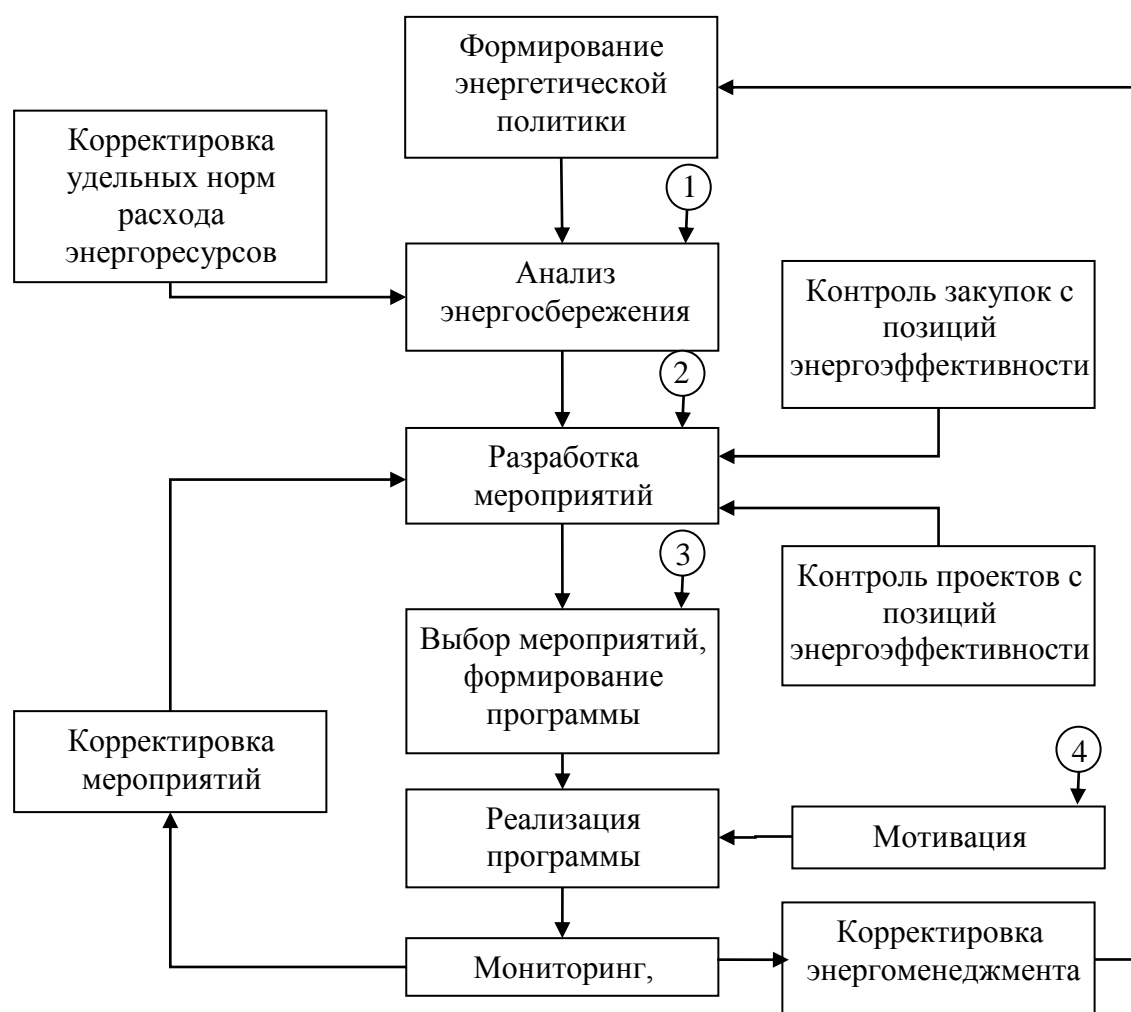 Формирование
энергетической
политики
Корректировка
удельных норм
расхода
энергоресурсов
1
Анализ
энергосбережения
Контроль закупок с
позиций
энергоэффективности
2
Разработка
мероприятий
3
Контроль проектов с
позиций
энергоэффективности
Выбор мероприятий,
формирование
программы
Корректировка
мероприятий
4
Реализация
программы
Мотивация
Мониторинг,
Корректировка
энергоменеджмента